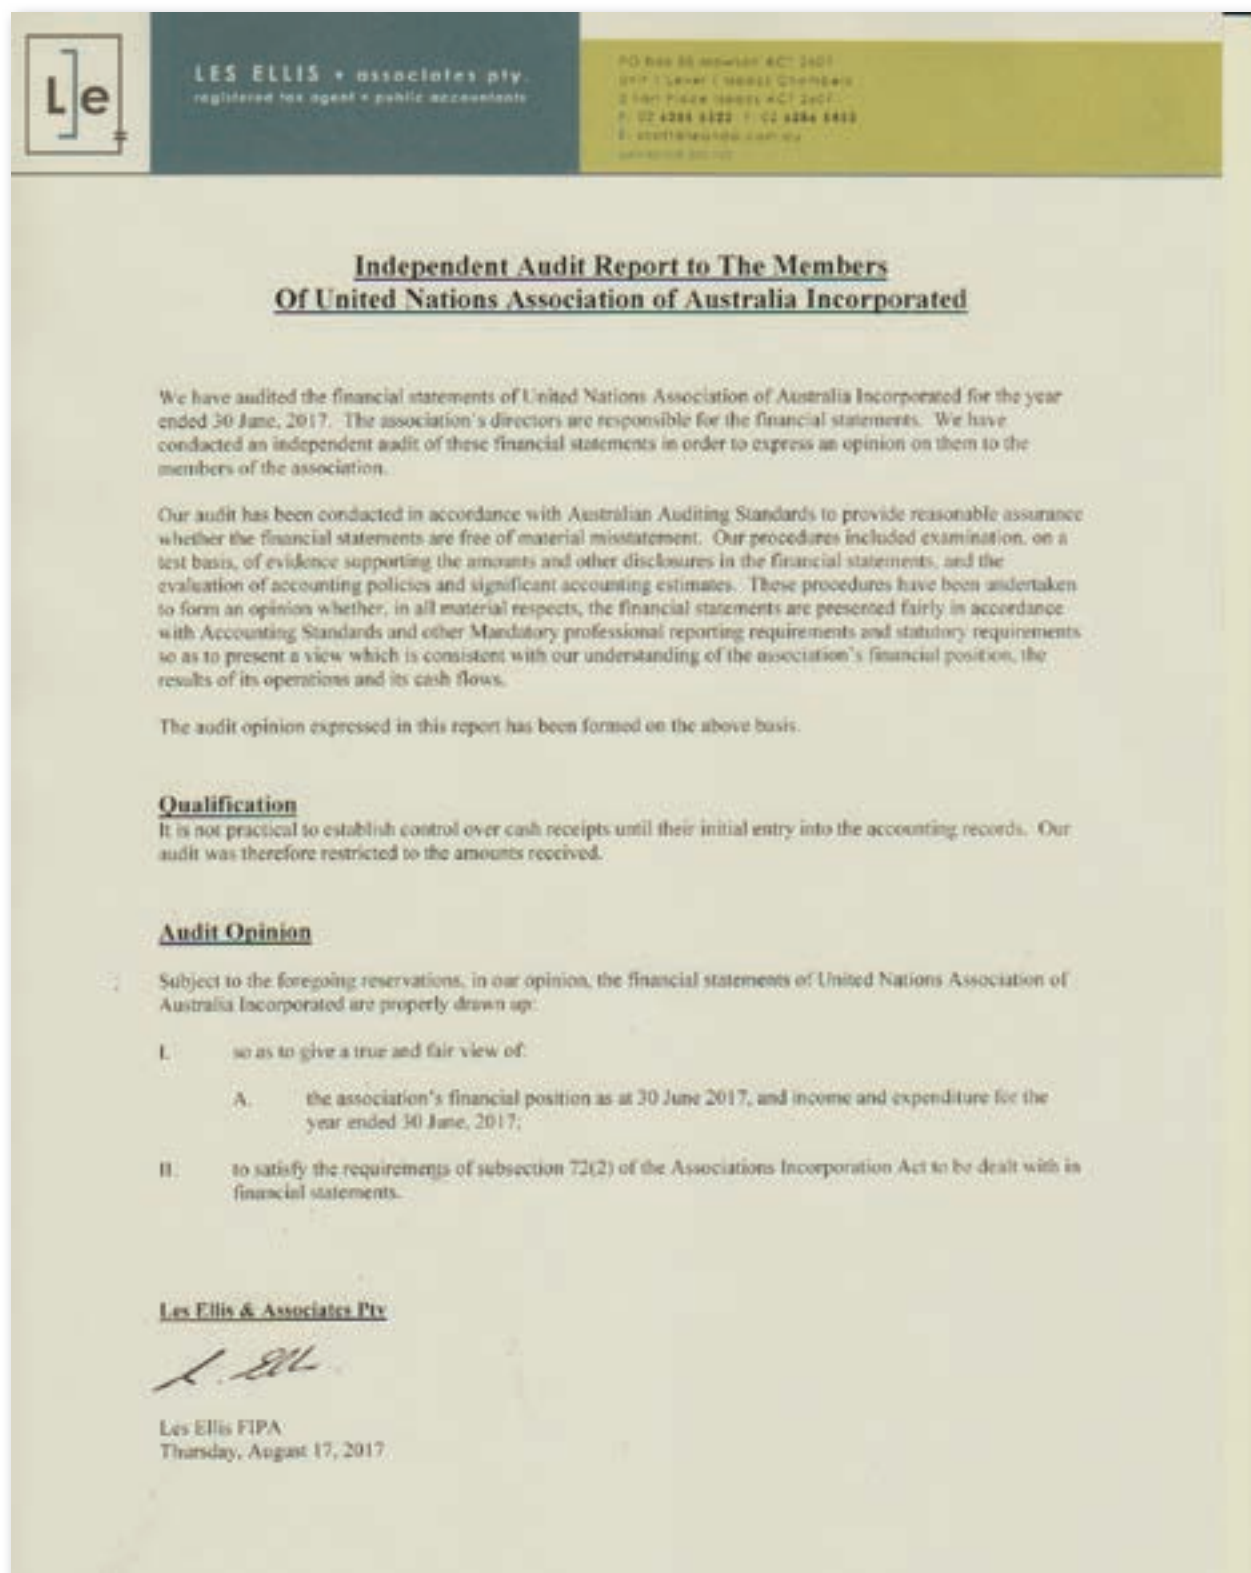 L]e
LES ELLIS • associates pty.
registered tax agent • public accountants
Independent Audit Report to The Members
Of United Nations Association of Australia Incorporated
We have audited the financial statements of United Nations Association of Australia Incorporated for the year
ended 30 June, 2017. The association's directors are responsible for the financial statements. We have
conducted an independent audit of these financial statements in order to express an opinion on them to the
members of the association.
Our audit has been conducted in accordance with Australian Auditing Standards to provide reasonable assurance
whether the financial statements are free of material misstatement. Our procedures included examination, on a
test basis, of evidence supporting the amounts and other disclosures in the financial statements, and the
evaluation of accounting policies and significant accounting estimates. These procedures have been undertaken
to form an opinion whether, in all material respects, the financial statements are presented fairly in accordance
with Accounting Standards and other Mandatory professional reporting requirements and statutory requirements
so as to present a view which is consistent with our understanding of the association's financial position, the
results of its operations and its cash flows.
The audit opinion expressed in this report has been formed on the above basis.
Qualification
It is not practical to establish control over cash receipts until their initial entry into the accounting records. Our
audit was therefore restricted to the amounts received.
Audit Opinion
Subject to the foregoing reservations, in our opinion, the financial statements of United Nations Association of
Australia Incorporated are properly drawn up:
I. so as to give a true and fair view of:
A. the association's financial position as at 30 June 2017, and income and expenditure for the
year ended 30 June, 2017;
II. to satisfy the requirements of subsection 72(2) of the Associations Incorporation Act to be dealt with in
financial statements.
Les Ellis & Associates Pty
Les Ellis FIPA
Thursday, August 17, 2017